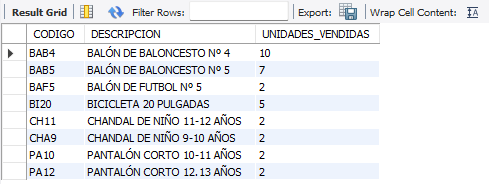 Result Grid Filter Rows: Export: Wrap Cell Content: IA
CODIGO DESCRIPCION UNIDADES_VENDIDAS
BAB4 BALÓN DE BALONCESTO Nº 4 10
BAB5 BALÓN DE BALONCESTO Nº 5 7
BAF5 BALÓN DE FUTBOL Nº 5 2
BI20 BICICLETA 20 PULGADAS 5
CH11 CHANDAL DE NIÑO 11-12 AÑOS 2
CHA9 CHANDAL DE NIÑO 9-10 AÑOS 2
PA10 PANTALÓN CORTO 10-11 AÑOS 2
PA12 PANTALÓN CORTO 12.13 AÑOS 2